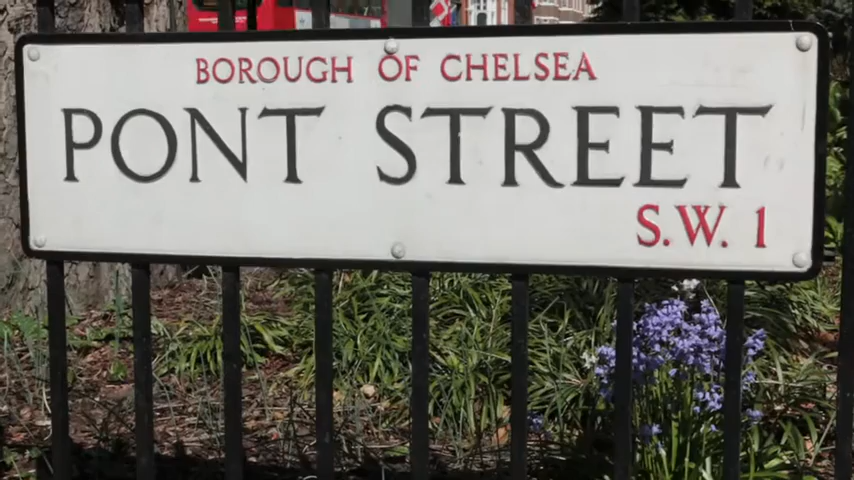 BOROUGH OF CHELSEA
PONT STREET
S.W. 1